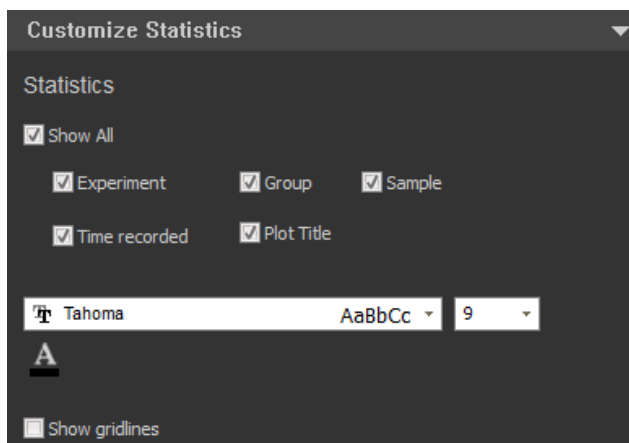 Customize Statistics
Statistics
Show All
Experiment Group Sample
Time recorded Plot Title
Tahoma AaBbCc 9
A
Show gridlines